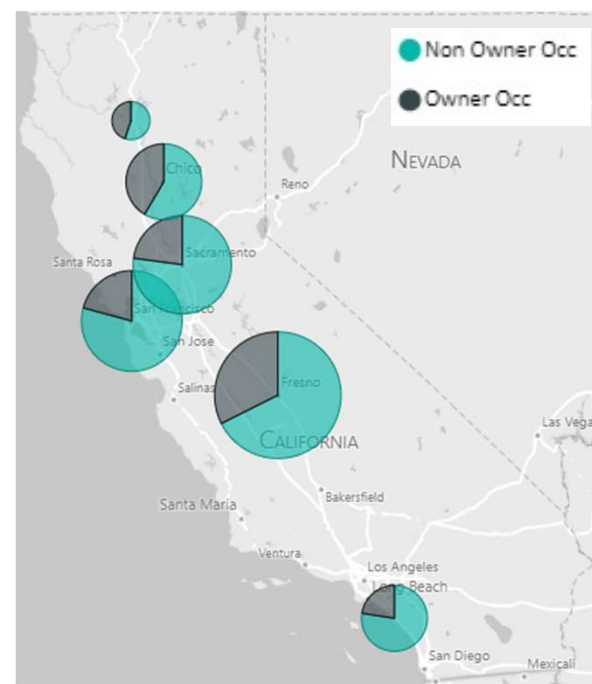 Non Owner Occ
Owner Occ
NEVADA
Chico
Reno
Sacramento
Santa Rosa
San Francisco
San Jose
Salinas
Fresno
CALIFORNIA
Las Vega
Bakersfield
Santa Maria
Ventura
Los Angeles
Long Beach
San Diego
Mexicali